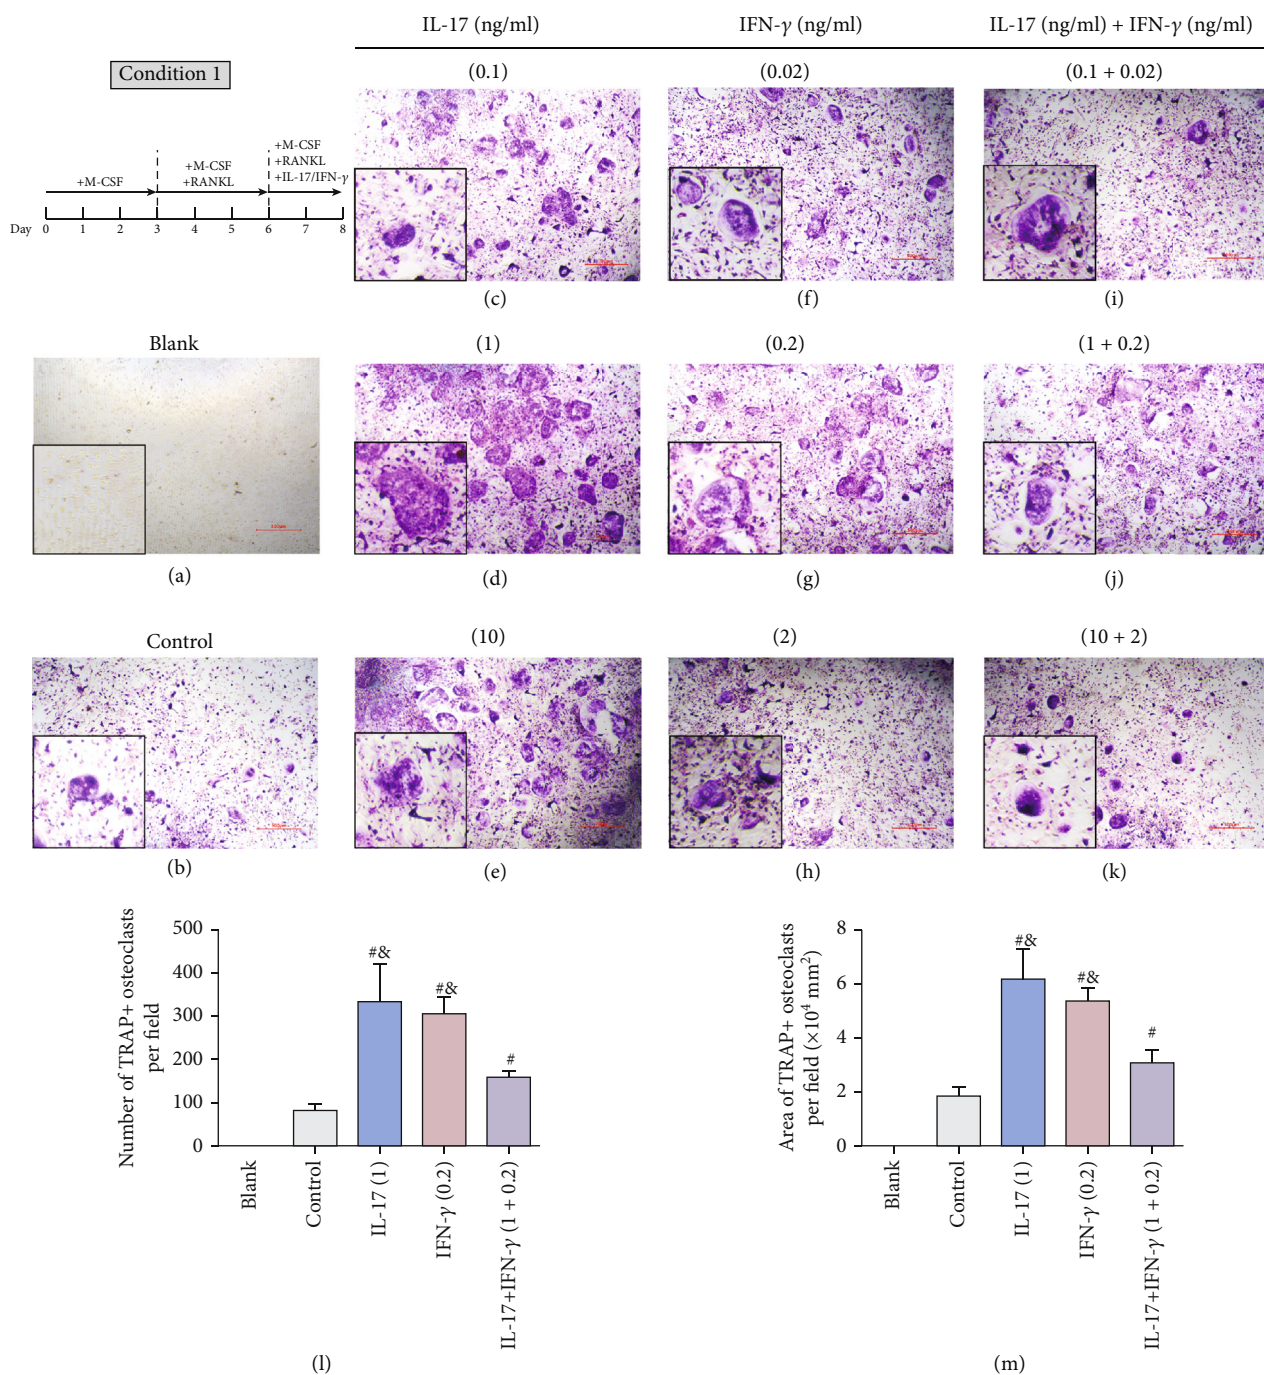 IL-17 (ng/ml)
IFN-γ (ng/ml)
IL-17 (ng/ml) + IFN-γ (ng/ml)
Condition 1
+M-CSF
+M-CSF
+RANKL
+M-CSF
+RANKL
+IL-17/IFN-γ
Day 0 1 2 3 4 5 6 7 8
(0.1)
(0.02)
(0.1 + 0.02)
(c)
(f)
(i)
Blank
(1)
(0.2)
(1 + 0.2)
(a)
(d)
(g)
(j)
Control
(10)
(2)
(10 + 2)
(b)
(e)
(h)
(k)
Number of TRAP+ osteoclasts
per field
500
400
300
200
100
0
#&
#&
#
Blank
Control
IL-17 (1)
IFN-γ (0.2)
IL-17+IFN-γ (1 + 0.2)
(l)
Area of TRAP+ osteoclasts
per field (×10⁴ mm²)
8
6
4
2
0
#&
#&
#
Blank
Control
IL-17 (1)
IFN-γ (0.2)
IL-17+IFN-γ (1 + 0.2)
(m)